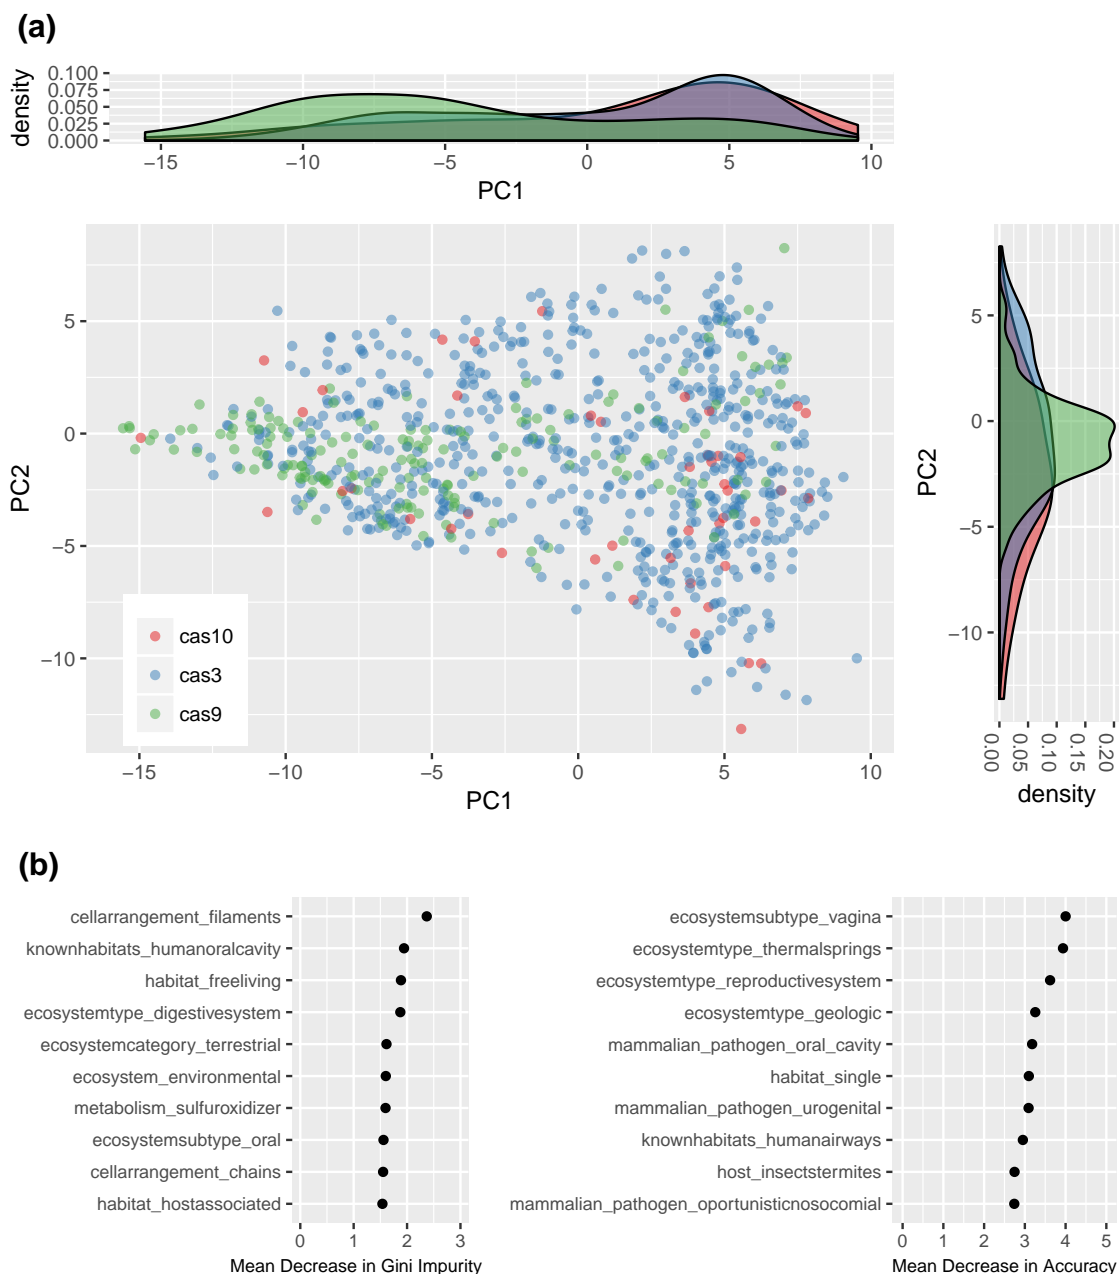 (a)
density
0.100
0.075
0.050
0.025
0.000
−15 −10 −5 0 5 10
PC1
PC2
5
0
−5
−10
cas10
cas3
cas9
−15 −10 −5 0 5 10
PC1
PC2
5
0
−5
−10
0.00 0.05 0.10 0.15 0.20
density
(b)
cellarrangement_filaments
knownhabitats_humanoralcavity
habitat_freeliving
ecosystemtype_digestivesystem
ecosystemcategory_terrestrial
ecosystem_environmental
metabolism_sulfuroxidizer
ecosystemsubtype_oral
cellarrangement_chains
habitat_hostassociated
0 1 2 3
Mean Decrease in Gini Impurity
ecosystemsubtype_vagina
ecosystemtype_thermalsprings
ecosystemtype_reproductivesystem
ecosystemtype_geologic
mammalian_pathogen_oral_cavity
habitat_single
mammalian_pathogen_urogenital
knownhabitats_humanairways
host_insectstermites
mammalian_pathogen_oportunisticnosocomial
0 1 2 3 4 5
Mean Decrease in Accuracy